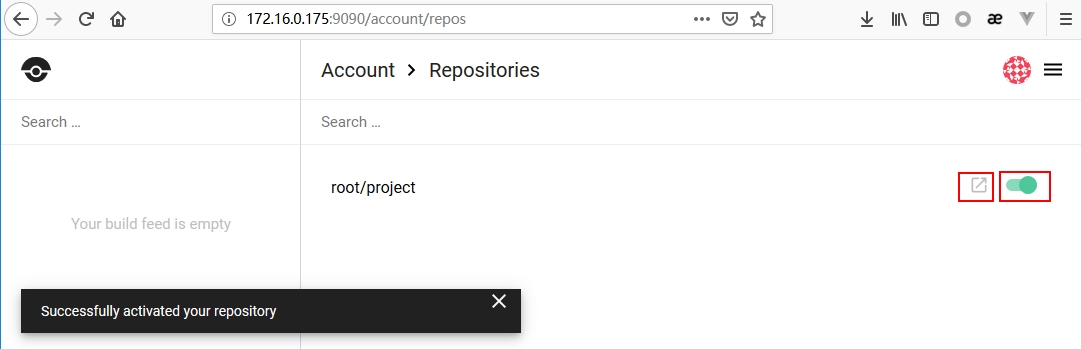 172.16.0.175:9090/account/repos
Account Repositories
Search ...
Search ...
root/project
Your build feed is empty
Successfully activated your repository